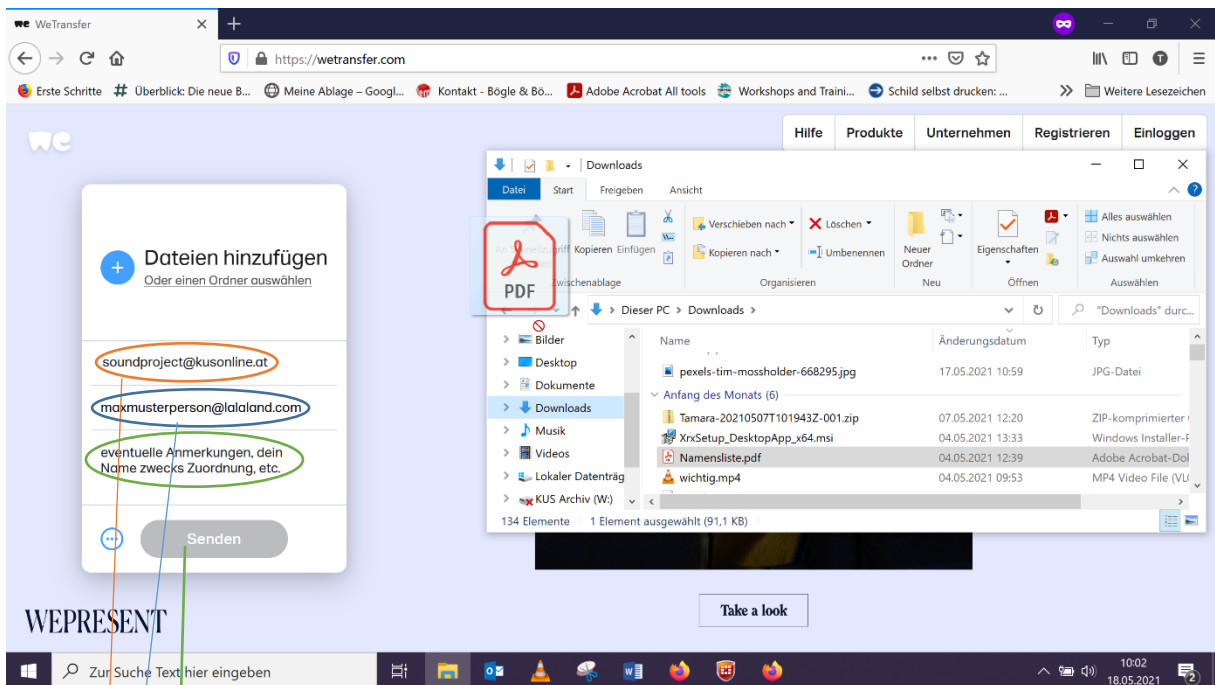 we WeTransfer
https://wetransfer.com
Erste Schritte
Überblick: Die neue B...
Meine Ablage – Googl...
Kontakt - Bögle & Bö...
Adobe Acrobat All tools
Workshops and Traini...
Schild selbst drucken: ...
Weitere Lesezeichen
we
Hilfe
Produkte
Unternehmen
Registrieren
Einloggen
Dateien hinzufügen
Oder einen Ordner auswählen
soundproject@kusonline.at
maxmusterperson@lalaland.com
eventuelle Anmerkungen, dein
Name zwecks Zuordnung, etc.
Senden
Downloads
Datei
Start
Freigeben
Ansicht
Kopieren
Einfügen
Verschieben nach
Kopieren nach
Löschen
Umbenennen
Neuer
Ordner
Eigenschaften
Alles auswählen
Nichts auswählen
Auswahl umkehren
Organisieren
Neu
Öffnen
Auswählen
PDF
Dieser PC > Downloads >
"Downloads" durc...
Bilder
Desktop
Dokumente
Downloads
Musik
Videos
Lokaler Datenträg
KUS Archiv (W:)
Name
Änderungsdatum
Typ
pexels-tim-mossholder-668295.jpg 17.05.2021 10:59 JPG-Datei
Anfang des Monats (6)
Tamara-20210507T101943Z-001.zip 07.05.2021 12:20 ZIP-komprimierter
XrxSetup_DesktopApp_x64.msi 04.05.2021 13:33 Windows Installer-P
Namensliste.pdf 04.05.2021 12:39 Adobe Acrobat-Dol
wichtig.mp4 04.05.2021 09:53 MP4 Video File (VLC
134 Elemente
1 Element ausgewählt (91,1 KB)
WEPRESENT
Take a look
Zur Suche Text hier eingeben
10:02
18.05.2021
2